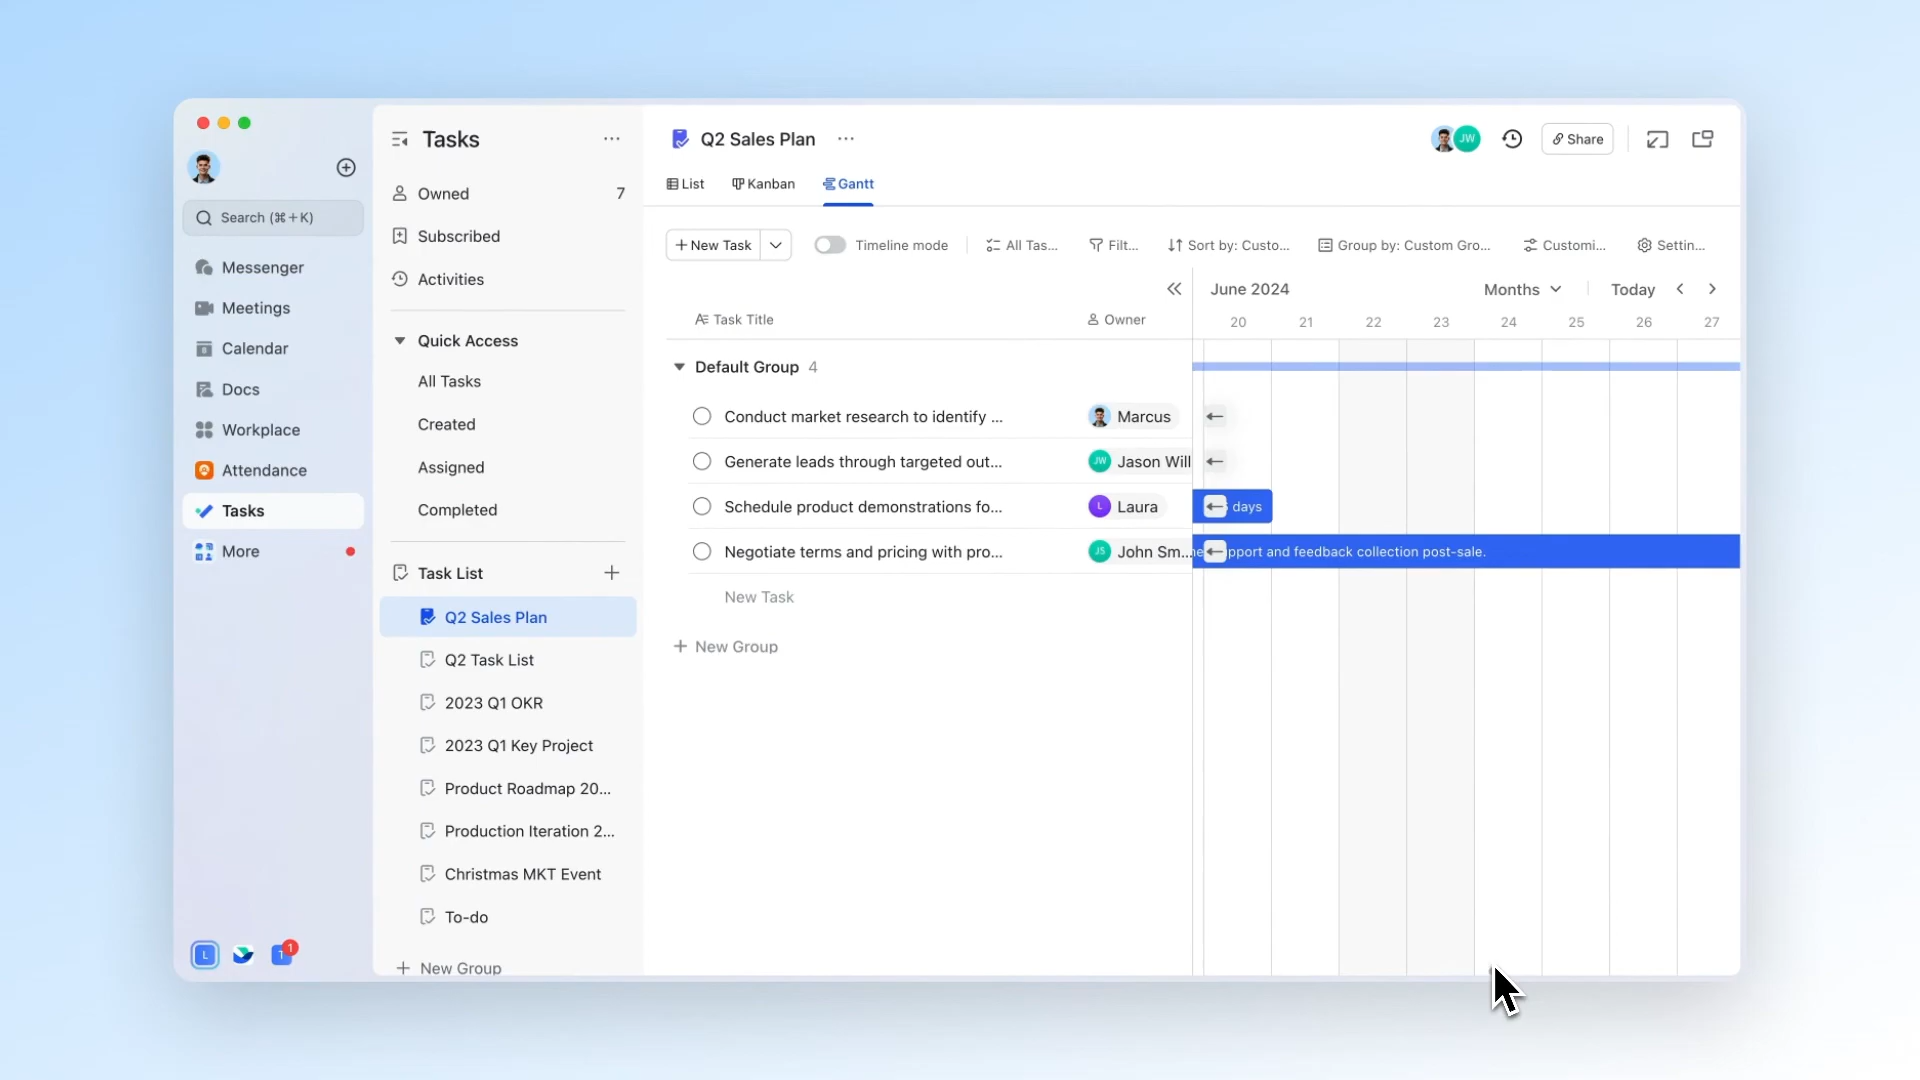 Search (⌘+K)
Messenger
Meetings
Calendar
Docs
Workplace
Attendance
Tasks
More
L
1
Tasks
Owned 7
Subscribed
Activities
Quick Access
All Tasks
Created
Assigned
Completed
Task List
Q2 Sales Plan
Q2 Task List
2023 Q1 OKR
2023 Q1 Key Project
Product Roadmap 20...
Production Iteration 2...
Christmas MKT Event
To-do
New Group
Q2 Sales Plan
JW
Share
List
Kanban
Gantt
New Task
Timeline mode
All Tas...
Filt...
Sort by: Custo...
Group by: Custom Gro...
Customi...
Settin...
June 2024
Months
Today
Task Title
Owner
20 21 22 23 24 25 26 27
Default Group 4
Conduct market research to identify ...
Marcus
Generate leads through targeted out...
JW
Jason Will
Schedule product demonstrations fo...
L
Laura
days
Negotiate terms and pricing with pro...
JS
John Sm...
pport and feedback collection post-sale.
New Task
New Group